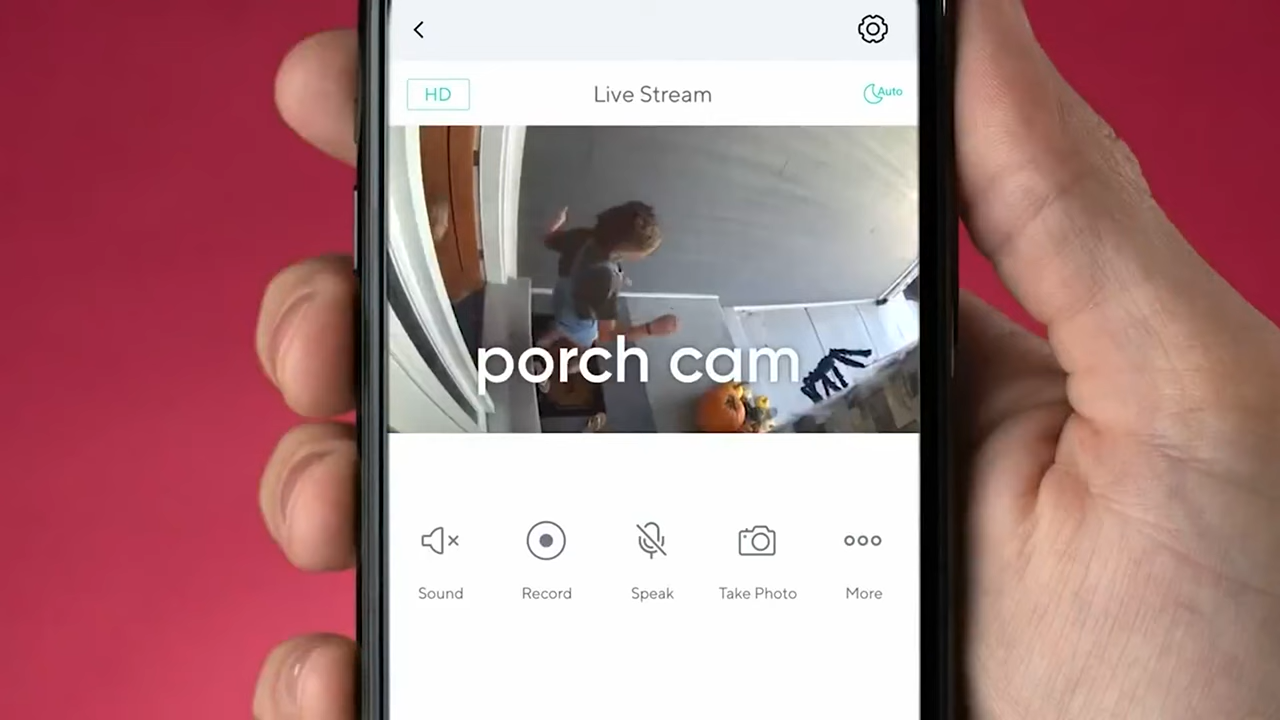 HD
Live Stream
Auto
porch cam
Sound
Record
Speak
Take Photo
More